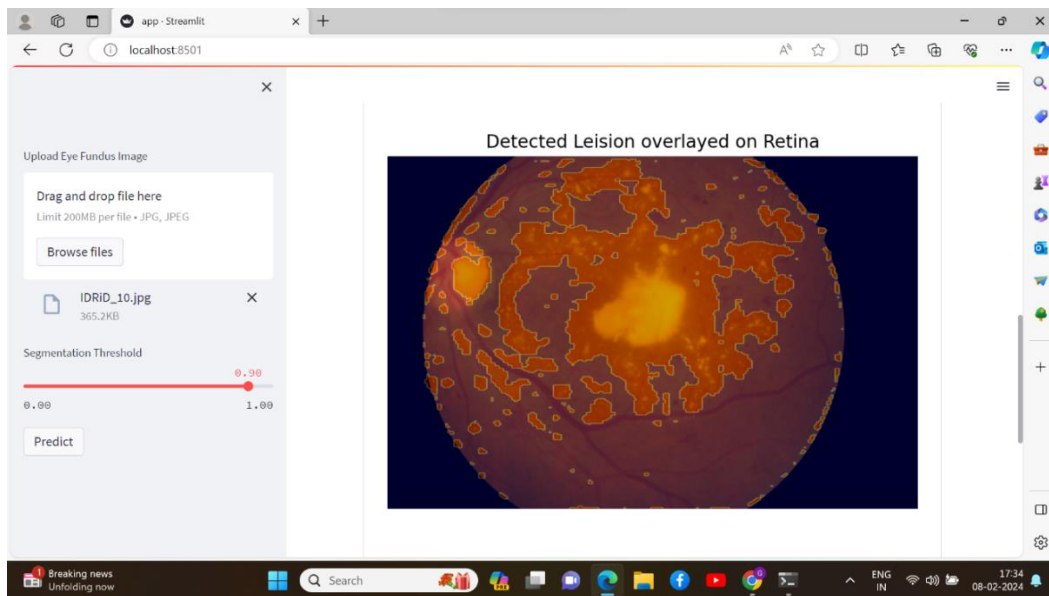 app - Streamlit
localhost:8501
Upload Eye Fundus Image
Drag and drop file here
Limit 200MB per file • JPG, JPEG
Browse files
IDRiD_10.jpg
365.2KB
Segmentation Threshold
0.90
0.00 1.00
Predict
Detected Leision overlayed on Retina
1 Breaking news
Unfolding now
Search
ENG
IN
17:34
08-02-2024